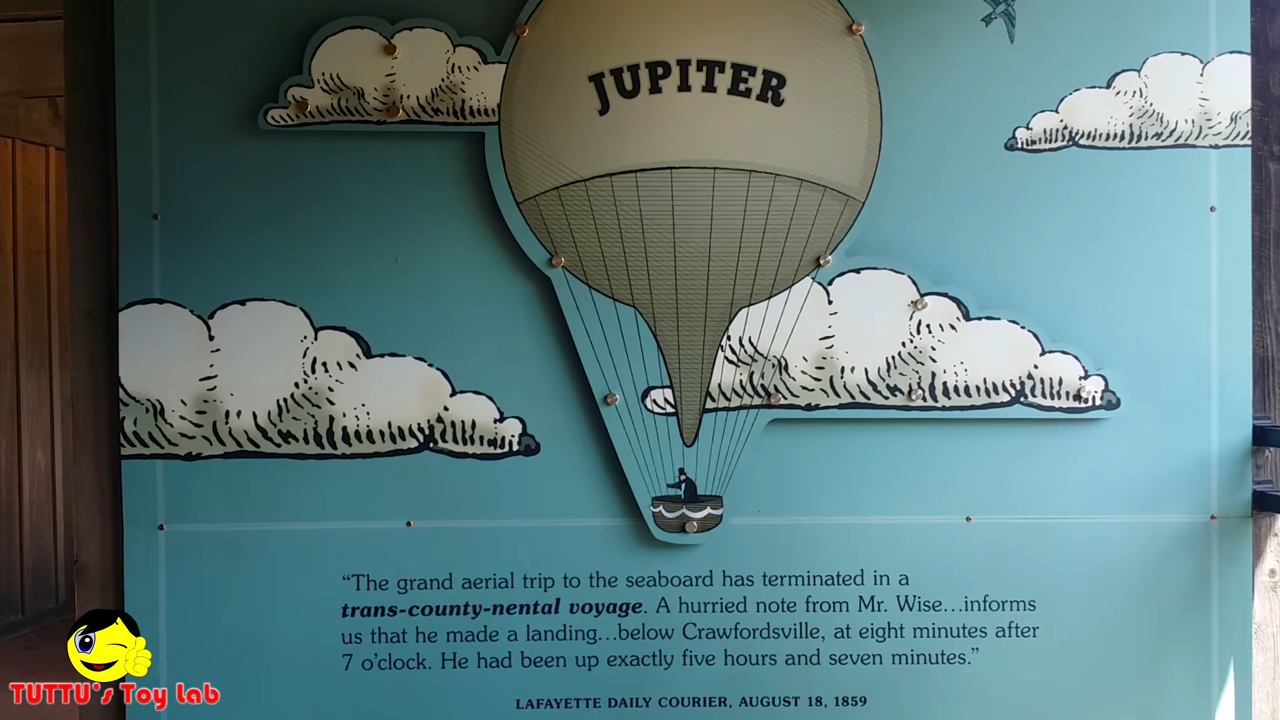 JUPITER
“The grand aerial trip to the seaboard has terminated in a
trans-county-nental voyage. A hurried note from Mr. Wise...informs
us that he made a landing...below Crawfordsville, at eight minutes after
7 o’clock. He had been up exactly five hours and seven minutes.”
LAFAYETTE DAILY COURIER, AUGUST 18, 1859
TUTTU's Toy Lab